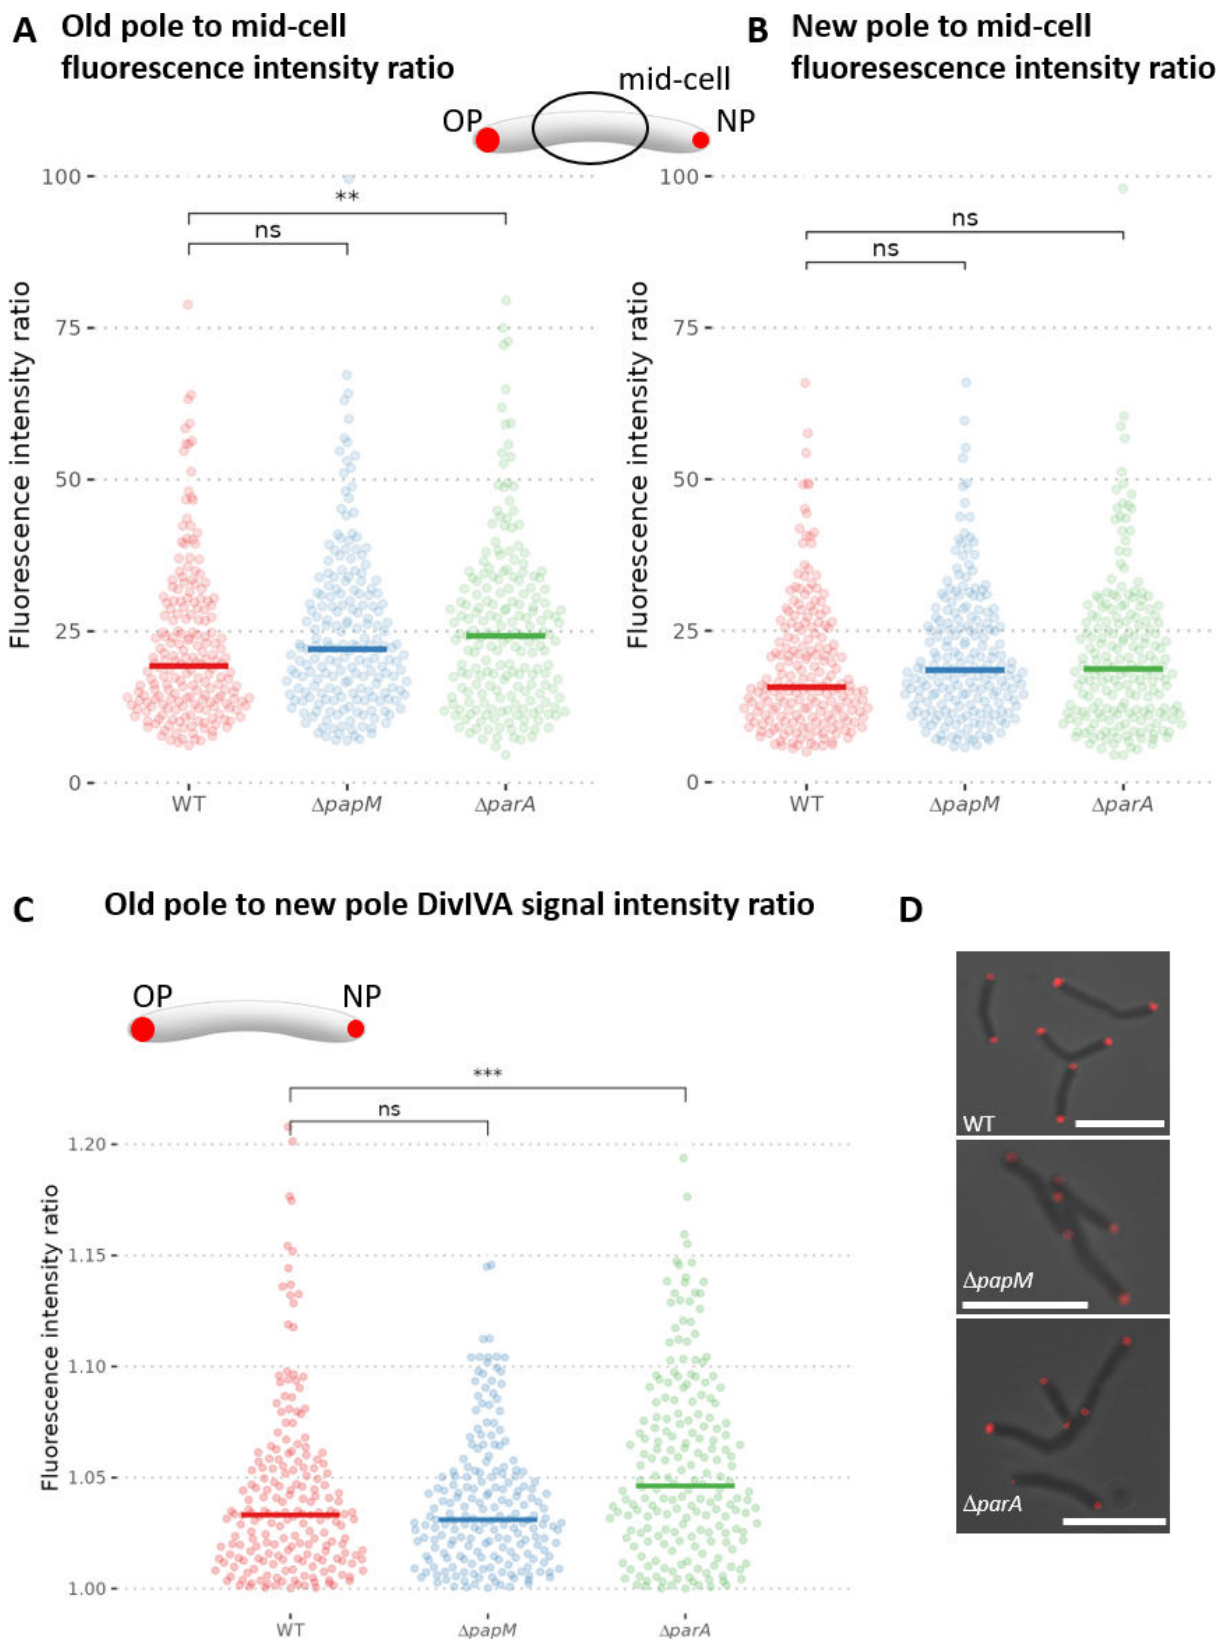 A Old pole to mid-cell
fluorescence intensity ratio
B New pole to mid-cell
fluoresescence intensity ratio
mid-cell
OP
NP
100
**
ns
75
50
25
0
Fluorescence intensity ratio
WT
ΔpapM
ΔparA
100
ns
ns
75
50
25
0
Fluorescence intensity ratio
WT
ΔpapM
ΔparA
C Old pole to new pole DivIVA signal intensity ratio
OP
NP
***
ns
1.20
1.15
1.10
1.05
1.00
Fluorescence intensity ratio
WT
ΔpapM
ΔparA
D
WT
ΔpapM
ΔparA